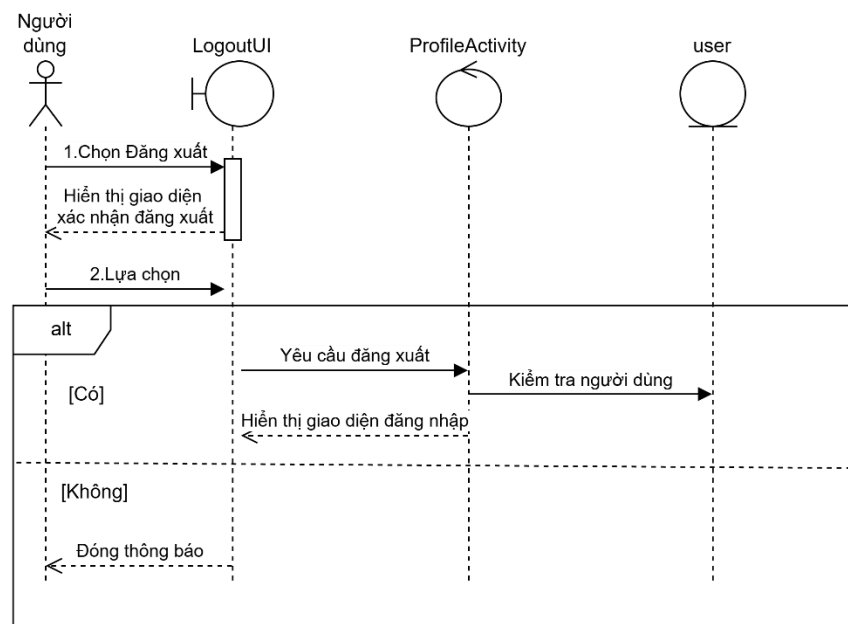 Người
dùng
LogoutUI
ProfileActivity
user
1.Chọn Đăng xuất
Hiển thị giao diện
xác nhận đăng xuất
2.Lựa chọn
alt
Yêu cầu đăng xuất
Kiểm tra người dùng
[Có]
Hiển thị giao diện đăng nhập
[Không]
Đóng thông báo